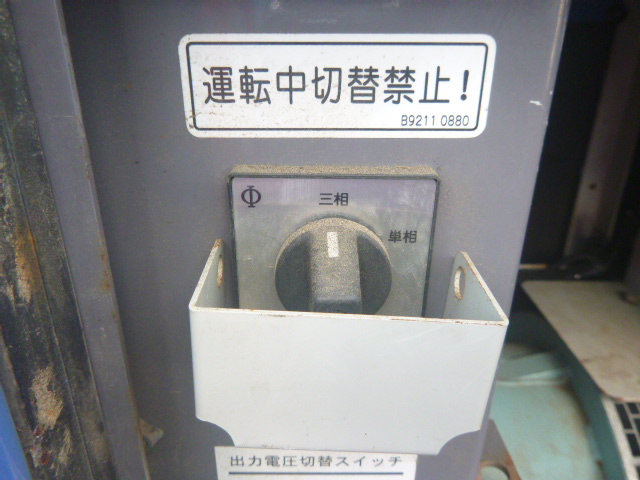 運転中切替禁止!
B9211 0880
Φ
三相
単相
出力電圧切替スイッチ